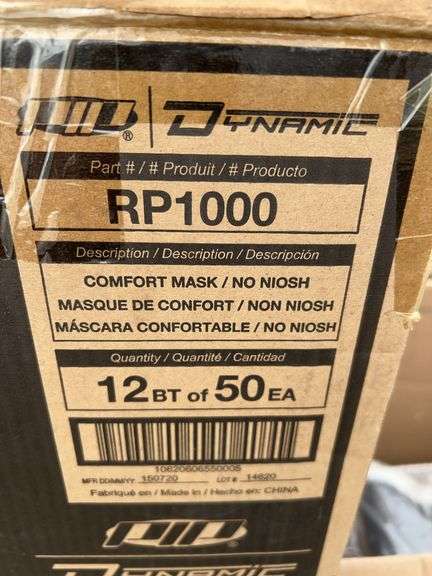 PIP® | DYNAMIC
Part # / # Produit / # Producto
RP1000
Description / Description / Descripción
COMFORT MASK / NO NIOSH
MASQUE DE CONFORT / NON NIOSH
MÁSCARA CONFORTABLE / NO NIOSH
Quantity / Quantité / Cantidad
12 BT of 50 EA
10620606550005
MFR DDMMYY 150720 LOT # 14620
Fabriqué en / Made in / Hecho en: CHINA
PIP®
DYNAMIC